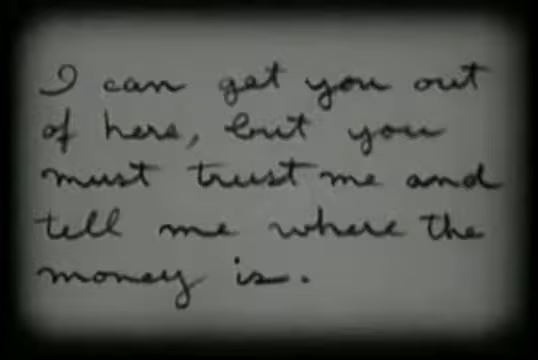 I can get you out
of here, but you
must trust me and
tell me where the
money is.